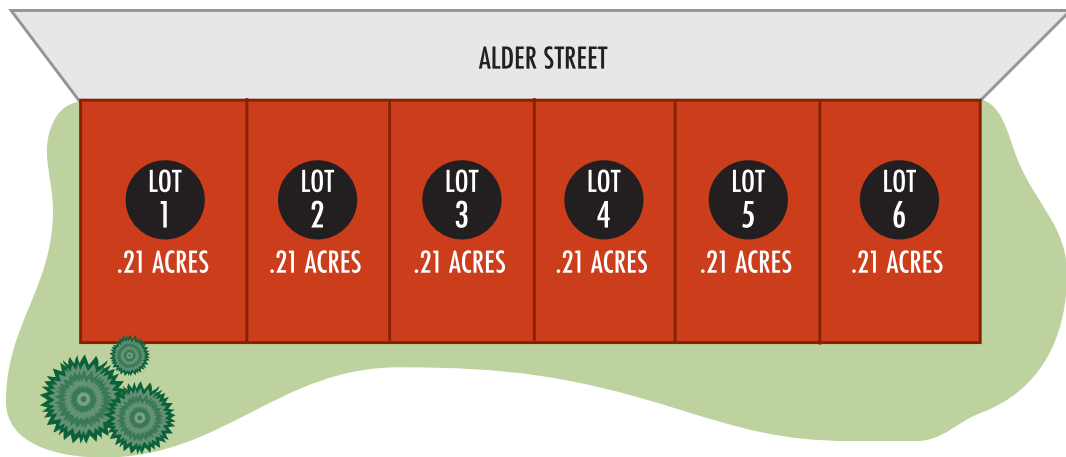 ALDER STREET
LOT
1
.21 ACRES
LOT
2
.21 ACRES
LOT
3
.21 ACRES
LOT
4
.21 ACRES
LOT
5
.21 ACRES
LOT
6
.21 ACRES